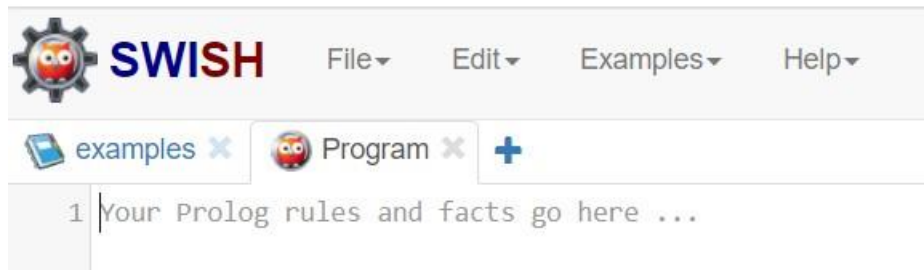 SWISH File Edit Examples Help
examples Program
1 Your Prolog rules and facts go here ...